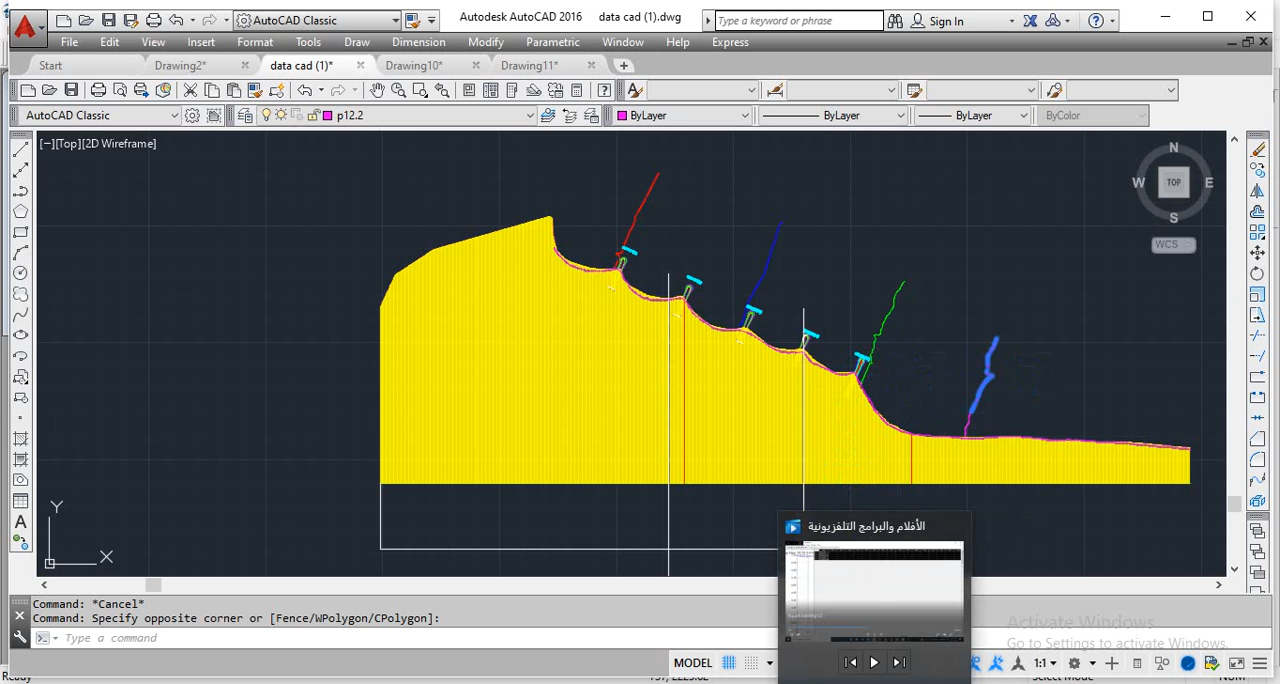 AutoCAD Classic
Autodesk AutoCAD 2016 data cad (1).dwg
Type a keyword or phrase
Sign In
File Edit View Insert Format Tools Draw Dimension Modify Parametric Window Help Express
Start Drawing2* data cad (1)* Drawing10* Drawing11*
AutoCAD Classic p12.2 ByLayer ByLayer ByLayer ByColor
[−][Top][2D Wireframe]
N
W TOP E
S
WCS
Y
X
الأفلام والبرامج التلفزيونية
Command: *Cancel*
Command: Specify opposite corner or [Fence/WPolygon/CPolygon]:
Type a command
Activate Windows
Go to Settings to activate Windows.
MODEL 1:1